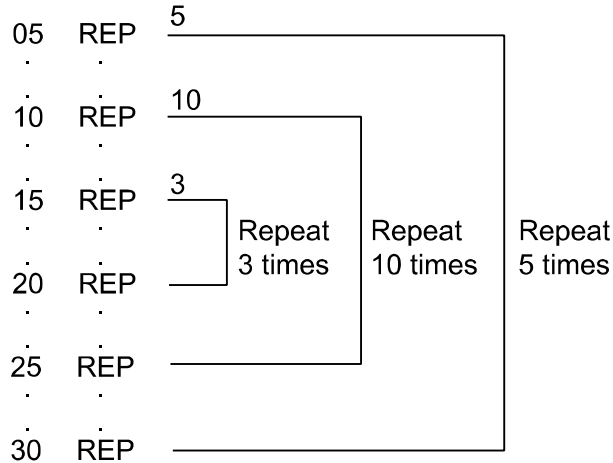 05 REP 5
. .
. .
10 REP 10
. .
. .
15 REP 3
. .
. .
Repeat 3 times
Repeat 10 times
Repeat 5 times
20 REP
. .
. .
25 REP
. .
. .
30 REP